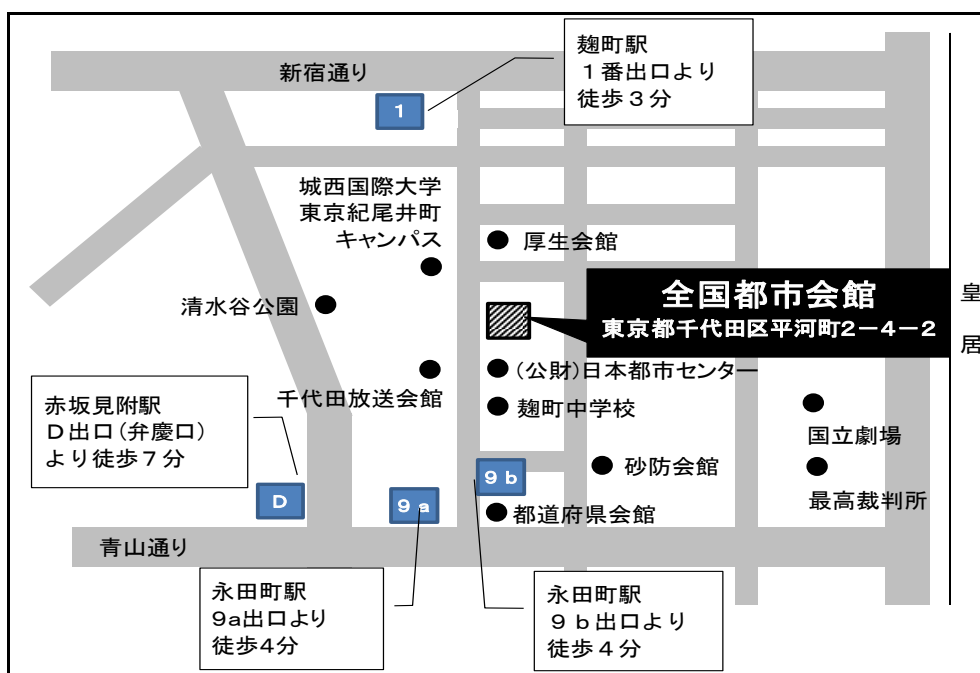 麹町駅
１番出口より
徒歩３分
新宿通り
1
城西国際大学
東京紀尾井町
キャンパス
厚生会館
全国都市会館
東京都千代田区平河町２－４－２
皇
居
清水谷公園
(公財)日本都市センター
千代田放送会館
麹町中学校
赤坂見附駅
Ｄ出口(弁慶口)
より徒歩７分
国立劇場
砂防会館
９ｂ
D
９ａ
最高裁判所
都道府県会館
青山通り
永田町駅
9a出口より
徒歩4分
永田町駅
９ｂ出口より
徒歩４分